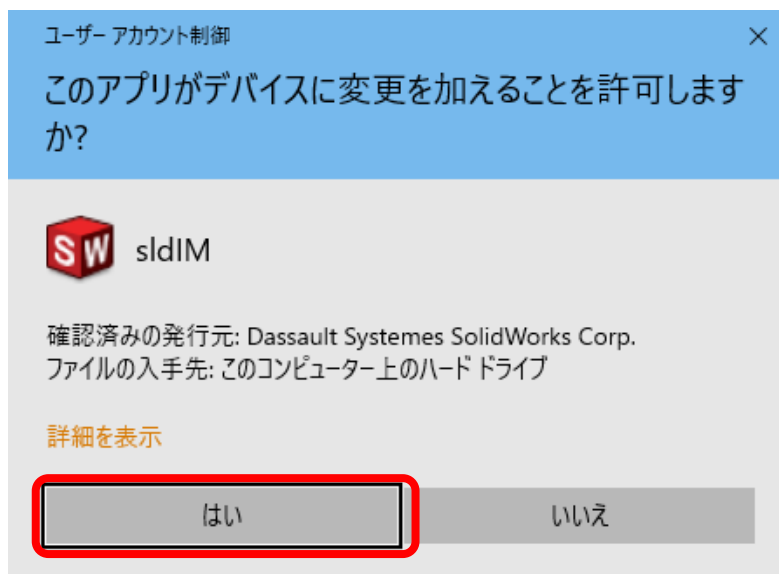 ユーザー アカウント制御
このアプリがデバイスに変更を加えることを許可します
か?
SW
sldIM
確認済みの発行元: Dassault Systemes SolidWorks Corp.
ファイルの入手先: このコンピューター上のハード ドライブ
詳細を表示
はい
いいえ